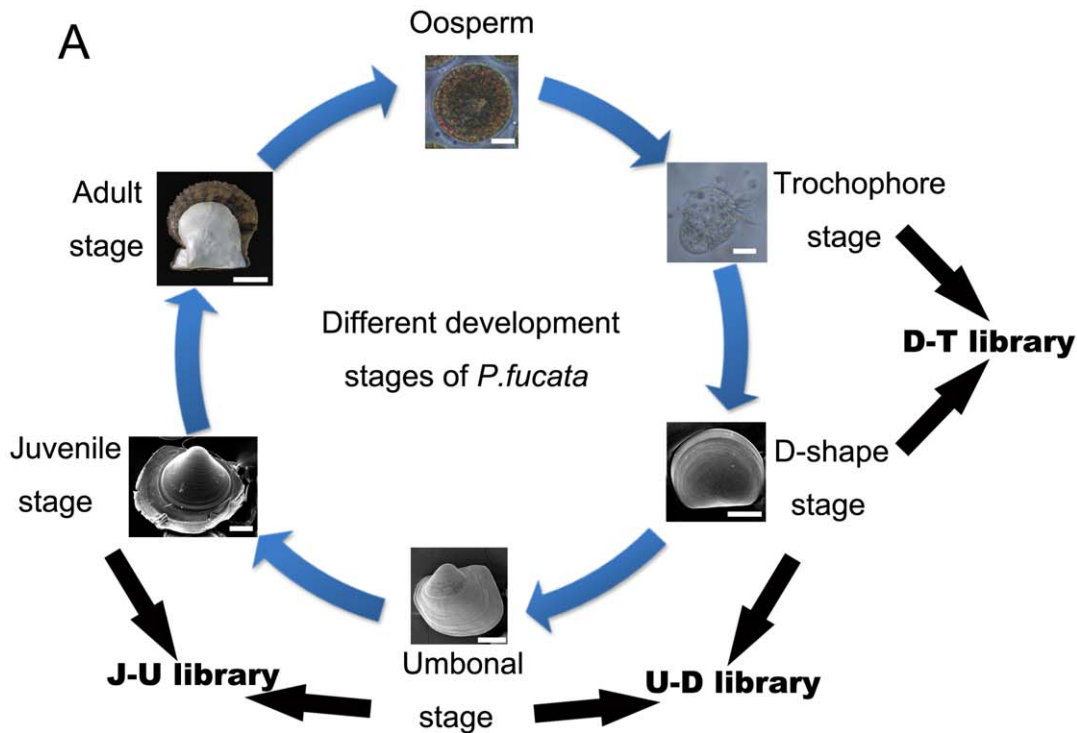 A
Oosperm
Trochophore
stage
D-T library
D-shape
stage
U-D library
Umbonal
stage
J-U library
Juvenile
stage
Adult
stage
Different development
stages of P.fucata